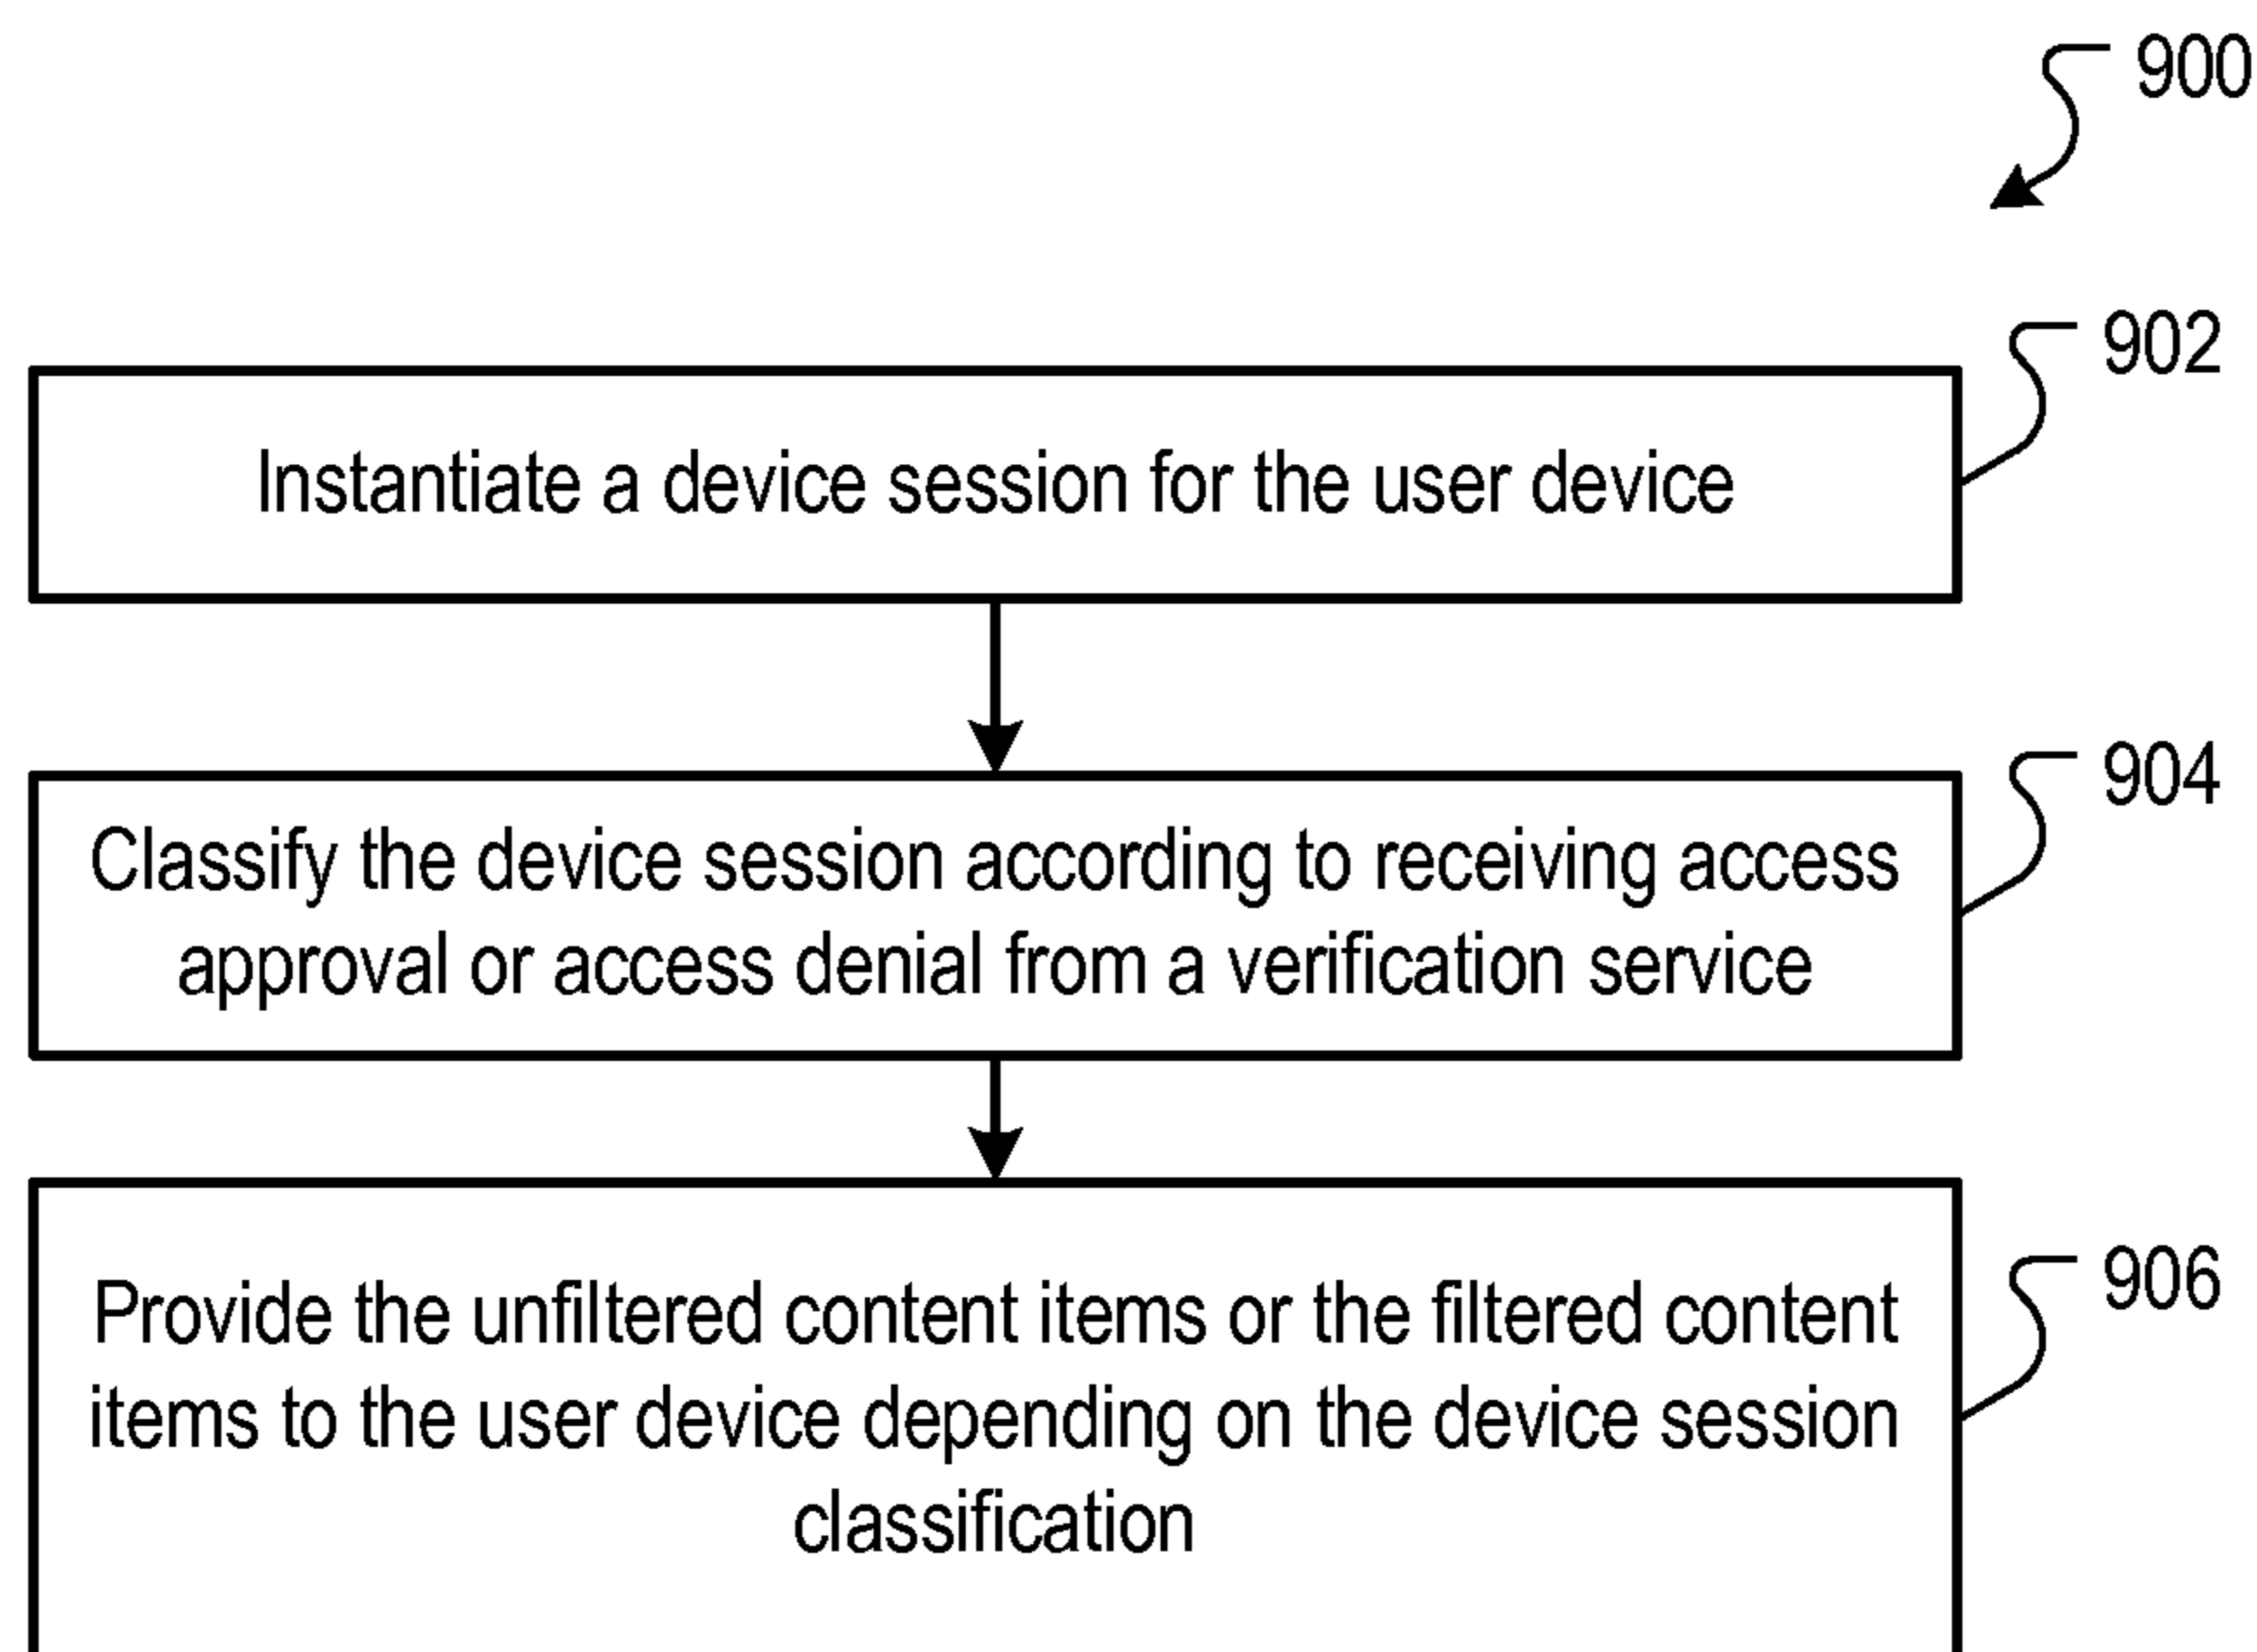 900
902
Instantiate a device session for the user device
904
Classify the device session according to receiving access
approval or access denial from a verification service
906
Provide the unfiltered content items or the filtered content
items to the user device depending on the device session
classification